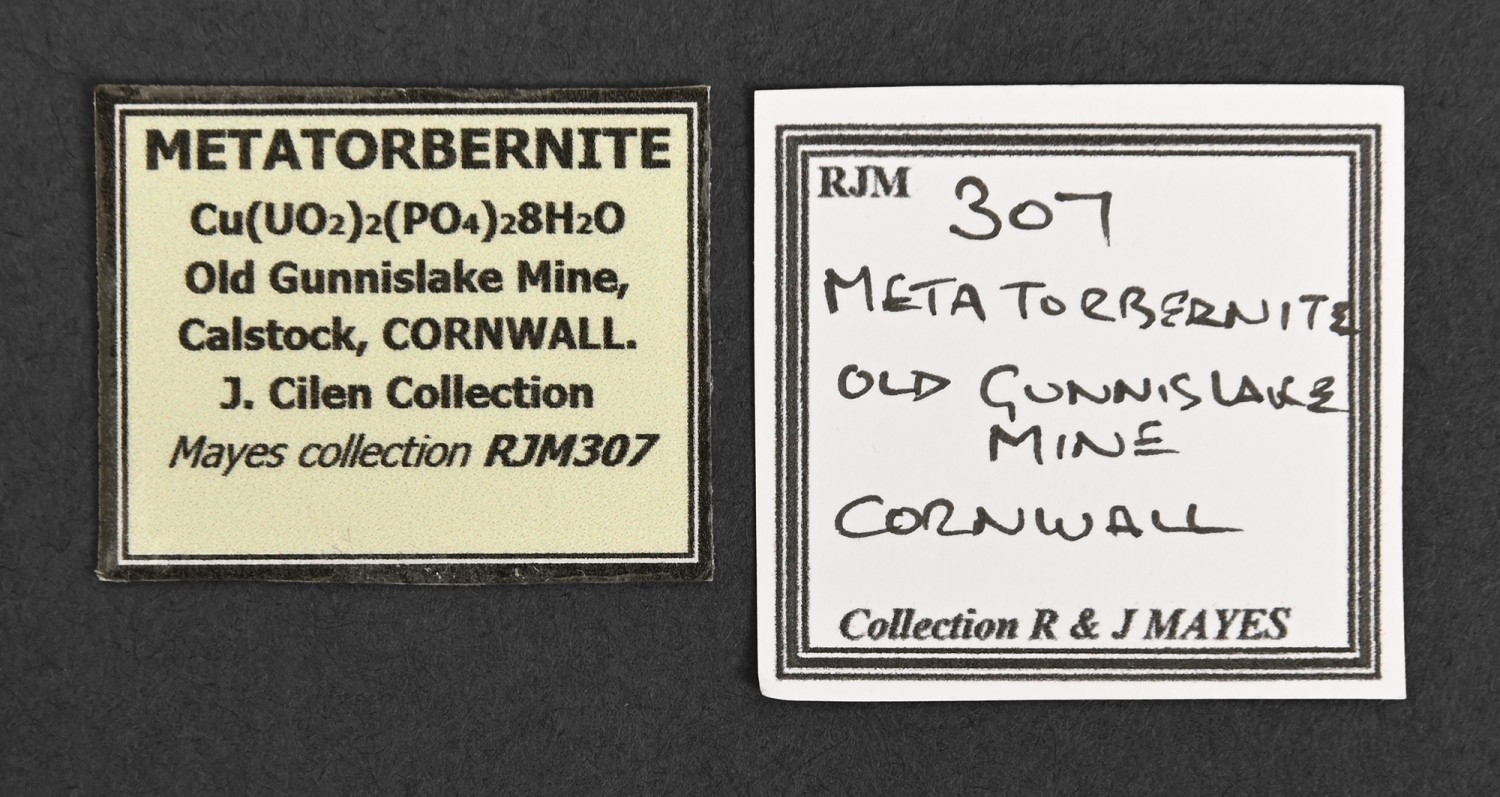 METATORBERNITE
Cu(UO₂)₂(PO₄)₂8H₂O
Old Gunnislake Mine,
Calstock, CORNWALL.
J. Cilen Collection
Mayes collection RJM307
RJM 307
METATORBERNITE
OLD GUNNISLAKE
MINE
CORNWALL
Collection R & J MAYES